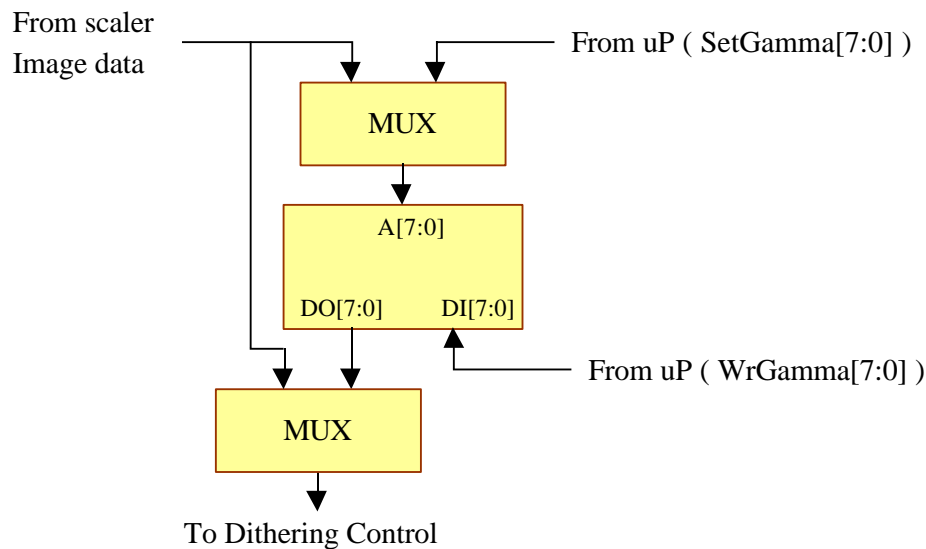 From scaler
Image data
From uP ( SetGamma[7:0] )
MUX
A[7:0]
DO[7:0]
DI[7:0]
From uP ( WrGamma[7:0] )
MUX
To Dithering Control